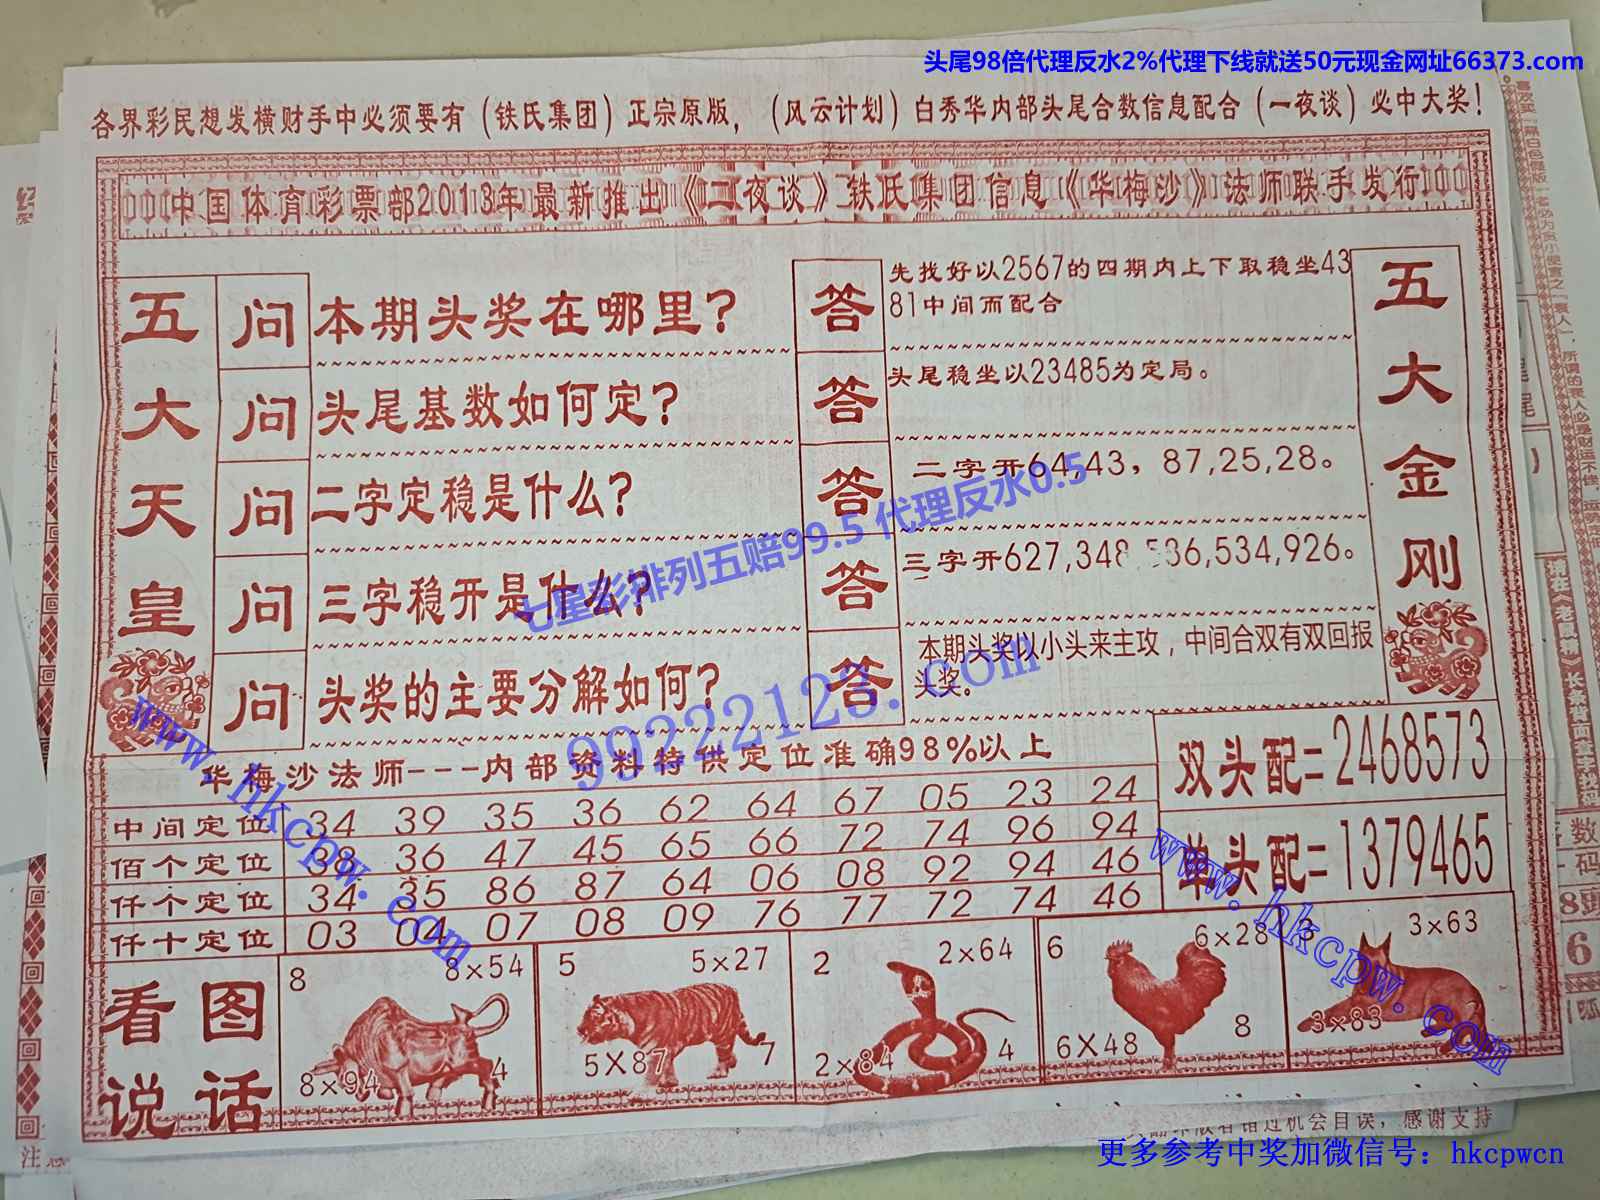 头尾98倍代理反水2%代理下线就送50元现金网址66373.com
各界彩民想发横财手中必须要有（铁氏集团）正宗原版，（风云计划）白秀华内部头尾合数信息配合（一夜谈）必中大奖！
中国体育彩票部2013年最新推出《二夜谈》铁氏集团信息《华梅沙》法师联手发行
五大天皇
问 本期头奖在哪里？
答 先找好以2567的四期内上下取稳坐43
81中间而配合
问 头尾基数如何定？
答 头尾稳坐以23485为定局。
问 二字定稳是什么？
答 二字开64,43，87,25,28。
问 三字稳开是什么？
答 三字开627,348,536,534,926。
问 头奖的主要分解如何？
答 本期头奖以小头来主攻，中间合双有双回报
头奖。
五大金刚
七星彩排列五赔99.5 代理反水0.5
99222123.com
www.hkcpw.com
华梅沙法师---内部资料特供定位准确98%以上
中间定位 34 39 35 36 62 64 67 05 23 24
佰个定位 38 36 47 45 65 66 72 74 96 94
仟个定位 34 35 86 87 64 06 08 92 94 46
仟十定位 03 04 07 08 09 76 77 72 74 46
双头配=2468573
单头配=1379465
www.hkcpw.com
看图说话
8 8×54
8×94 4
5 5×27
5×87 7
2 2×64
2×84 4
6 6×28
6×48 8
3 3×63
3×83
感谢支持
更多参考中奖加微信号：hkcpwcn